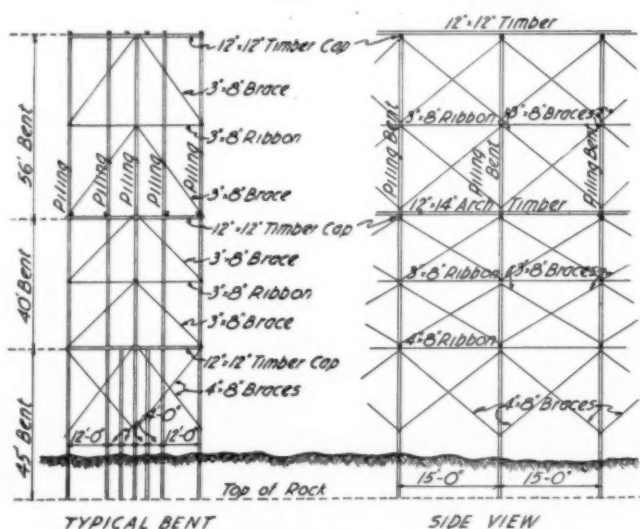 12"=12" Timber
12"=12" Timber Cap
3"=8" Brace
3"=8" Ribbon
3"=8" Braces
3"=8" Ribbon
56' Bent
Piling
Piling
Piling
Piling
Piling
Piling Bent
Piling Bent
Piling Bent
3"=8" Brace
12"=14" Arch Timber
12"=12" Timber Cap
40' Bent
3"=8" Brace
3"=8" Ribbon
3"=8" Ribbon
3"=8" Braces
3"=8" Brace
4"=8" Ribbon
12"=12" Timber Cap
4"=8" Braces
45' Bent
12'-0"
12'-0"
4"=8" Braces
Top of Rock
15'-0"
15'-0"
TYPICAL BENT
SIDE VIEW